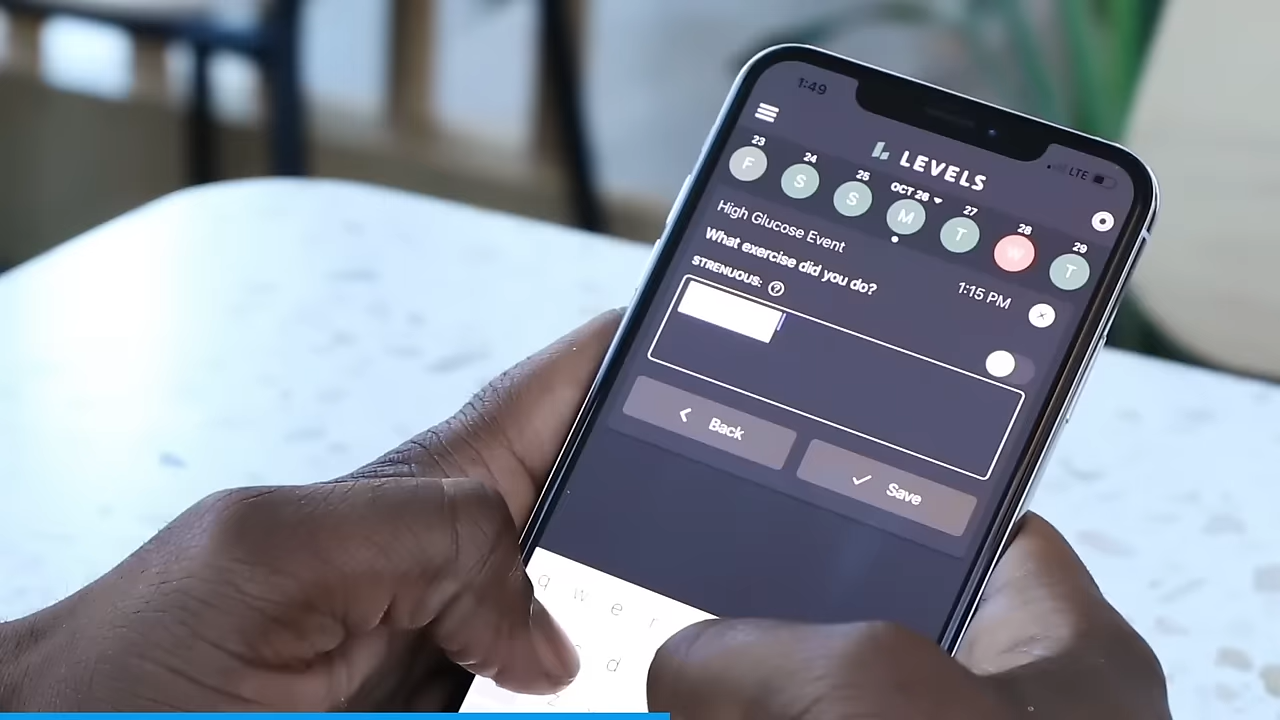 1:49
LTE
LEVELS
23 24 25 OCT 26 27 28 29
F S S M T W T
High Glucose Event
1:15 PM
What exercise did you do?
STRENUOUS: ?
Back
Save
q w e r
d
z